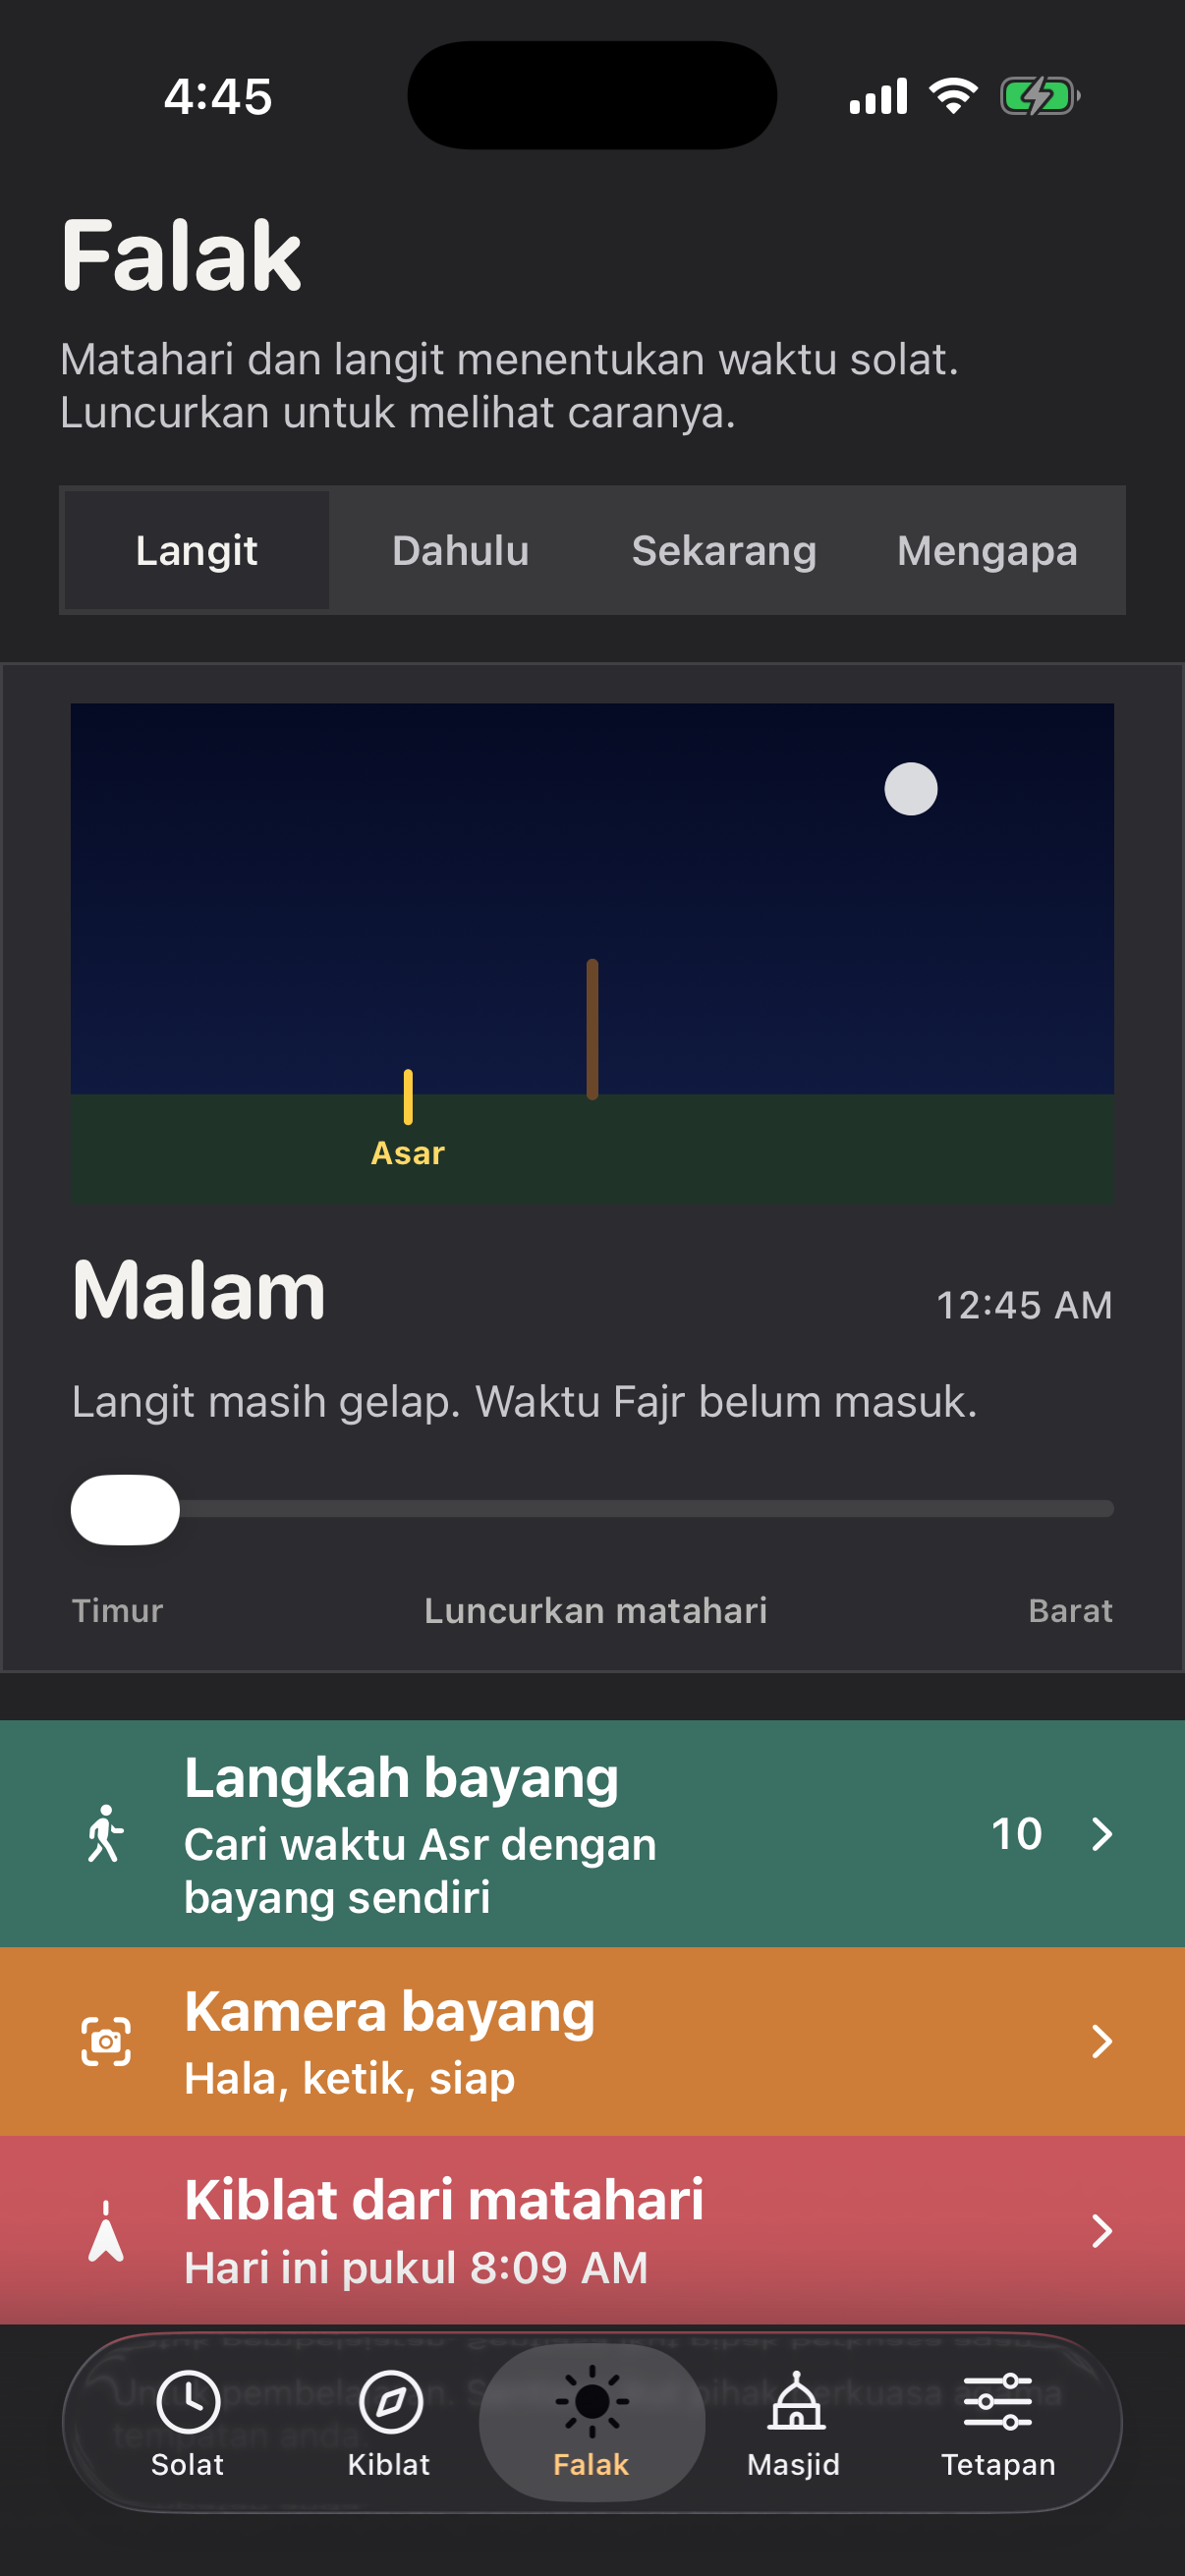 4:45
Falak
Matahari dan langit menentukan waktu solat.
Luncurkan untuk melihat caranya.
Langit
Dahulu
Sekarang
Mengapa
Asar
Malam
12:45 AM
Langit masih gelap. Waktu Fajr belum masuk.
Timur
Luncurkan matahari
Barat
Langkah bayang
Cari waktu Asr dengan
bayang sendiri
10
Kamera bayang
Hala, ketik, siap
Kiblat dari matahari
Hari ini pukul 8:09 AM
Solat
Kiblat
Falak
Masjid
Tetapan